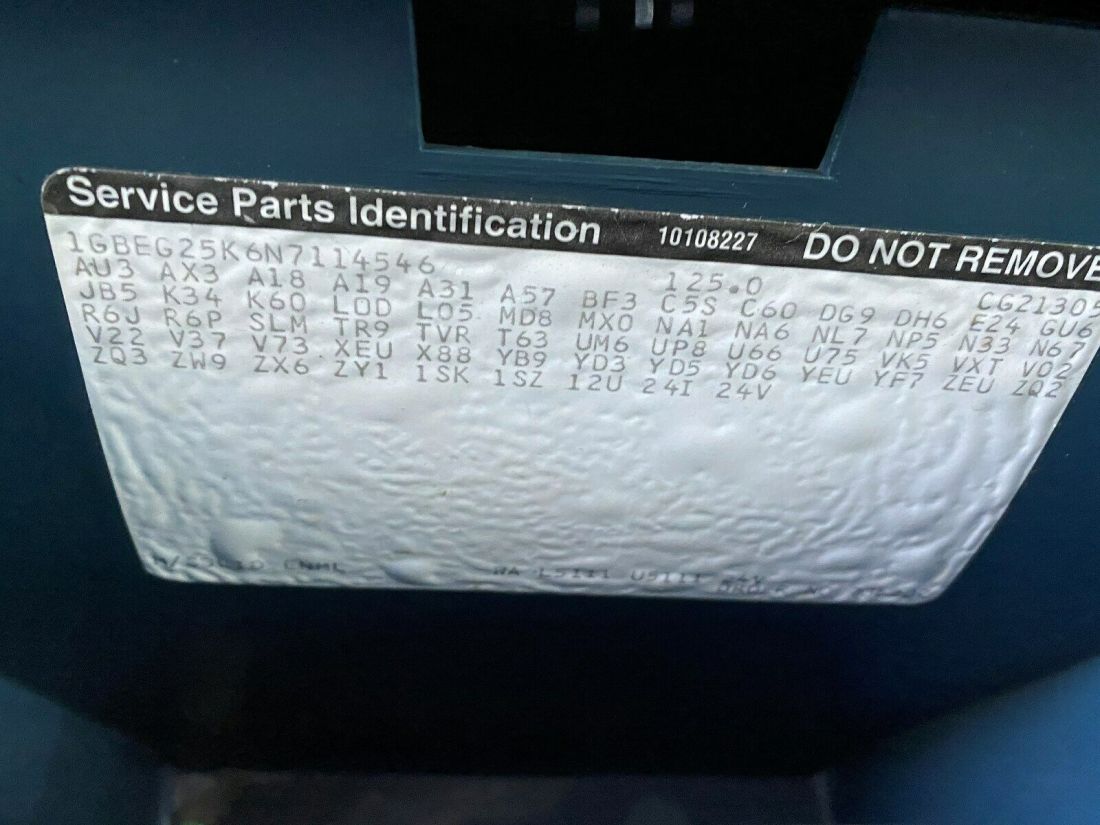 Service Parts Identification 10108227 DO NOT REMOVE
1GBEG25K6N7114546 125.0 CG21305
AU3 AX3 A18 A19 A31 A57 BF3 C5S C60 DG9 DH6 E24 GU6
JB5 K34 K60 LOD L05 MD8 MX0 NA1 NA6 NL7 NP5 N33 N67
R6J R6P SLM TR9 TVR T63 UM6 UP8 U66 U75 VK5 VXT V02
V22 V37 V73 XEU X88 YB9 YD3 YD5 YD6 YEU YF7 ZEU ZQ2
ZQ3 ZW9 ZX6 ZY1 1SK 1SZ 12U 24I 24V